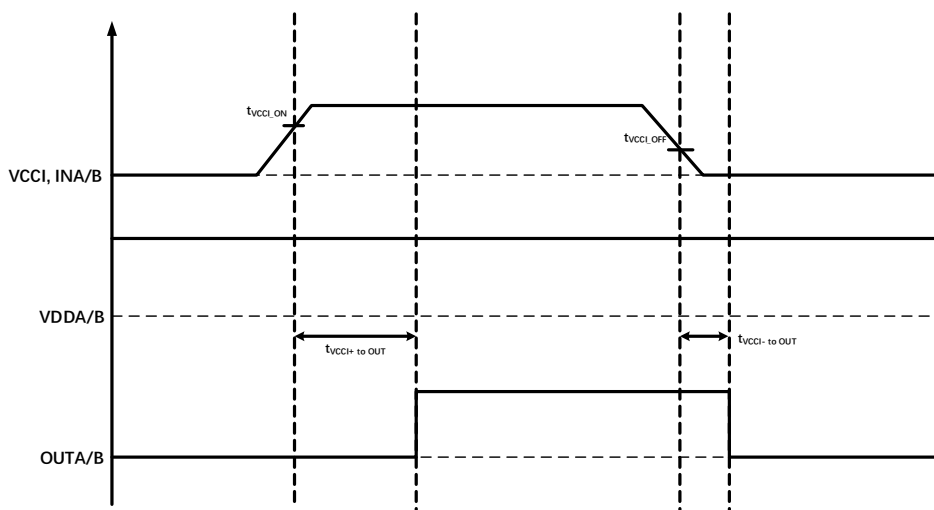 tVCCI_ON
tVCCI_OFF
VCCI, INA/B
VDDA/B
tVCCI+ to OUT
tVCCI- to OUT
OUTA/B